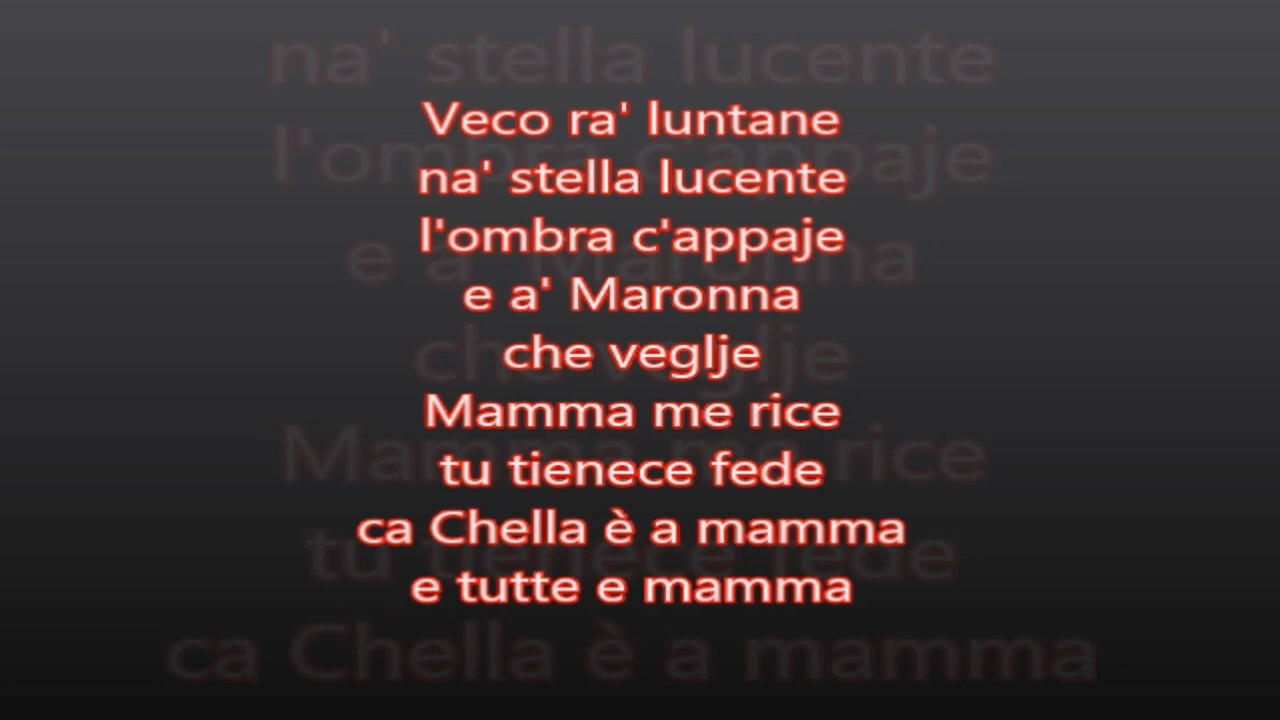 Veco ra' luntane
na' stella lucente
l'ombra c'appaje
e a' Maronna
che veglje
Mamma me rice
tu tienece fede
ca Chella è a mamma
e tutte e mamma